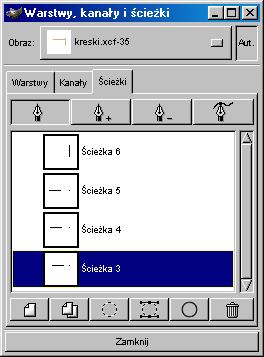 Warstwy, kanały i ścieżki
Obraz: kreski.xcf-35 Aut.
Warstwy Kanały Ścieżki
Ścieżka 6
Ścieżka 5
Ścieżka 4
Ścieżka 3
Zamknij